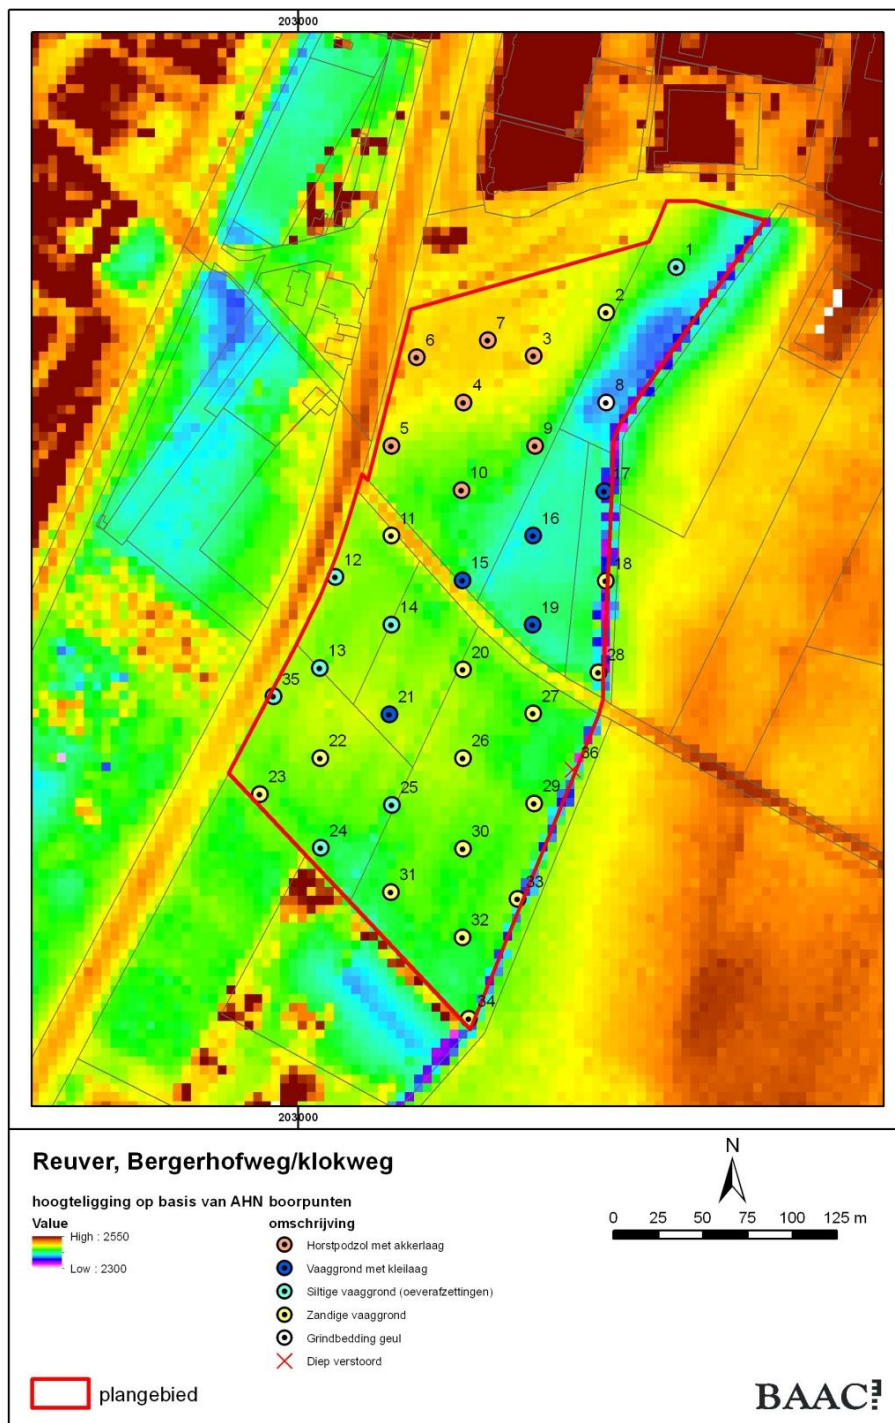 203000
1
2
7
3
6
4
8
5
9
10
17
11
16
12
15
18
14
19
13
20
28
35
21
27
22
26
36
23
25
29
24
30
31
33
32
34
203000
Reuver, Bergerhofweg/klokweg
hoogteligging op basis van AHN boorpunten
Value
omschrijving
High : 2550
Low : 2300
Horstpodzol met akkerlaag
Vaaggrond met kleilaag
Siltige vaaggrond (oeverafzettingen)
Zandige vaaggrond
Grindbedding geul
Diep verstoord
N
0 25 50 75 100 125 m
plangebied
BAAC